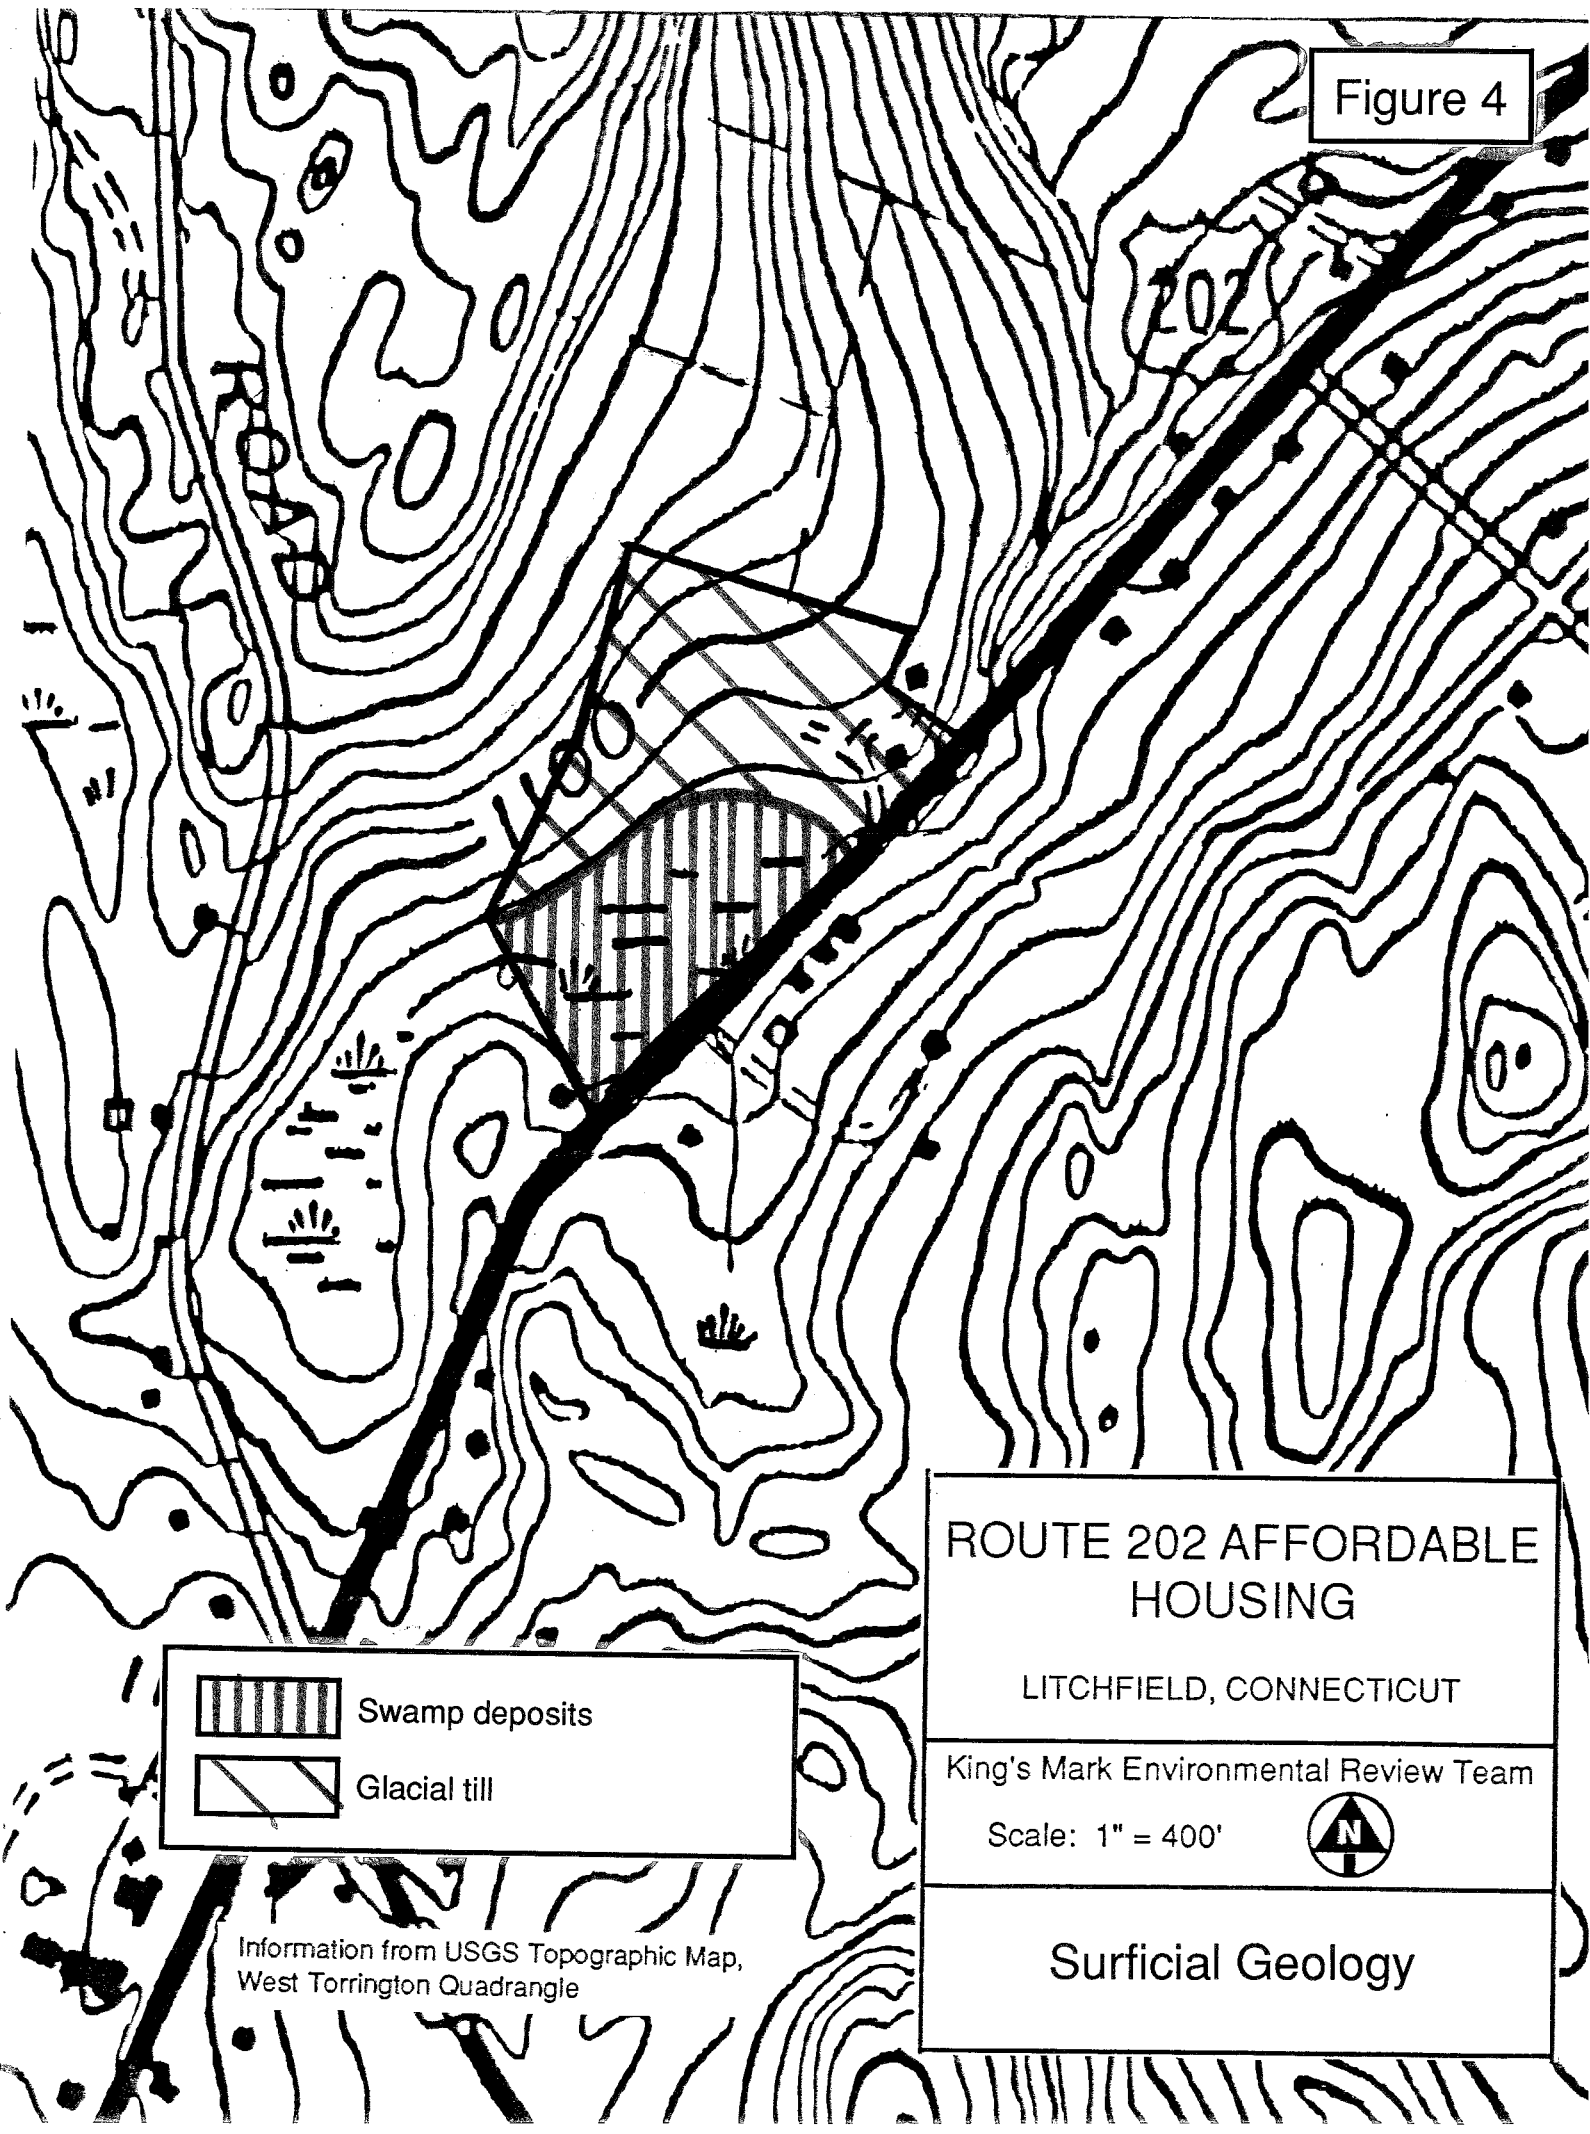 Figure 4
202
ROAD
ROUTE 202 AFFORDABLE
HOUSING
LITCHFIELD, CONNECTICUT
King's Mark Environmental Review Team
Scale: 1" = 400'
N
Surficial Geology
Swamp deposits
Glacial till
Information from USGS Topographic Map,
West Torrington Quadrangle